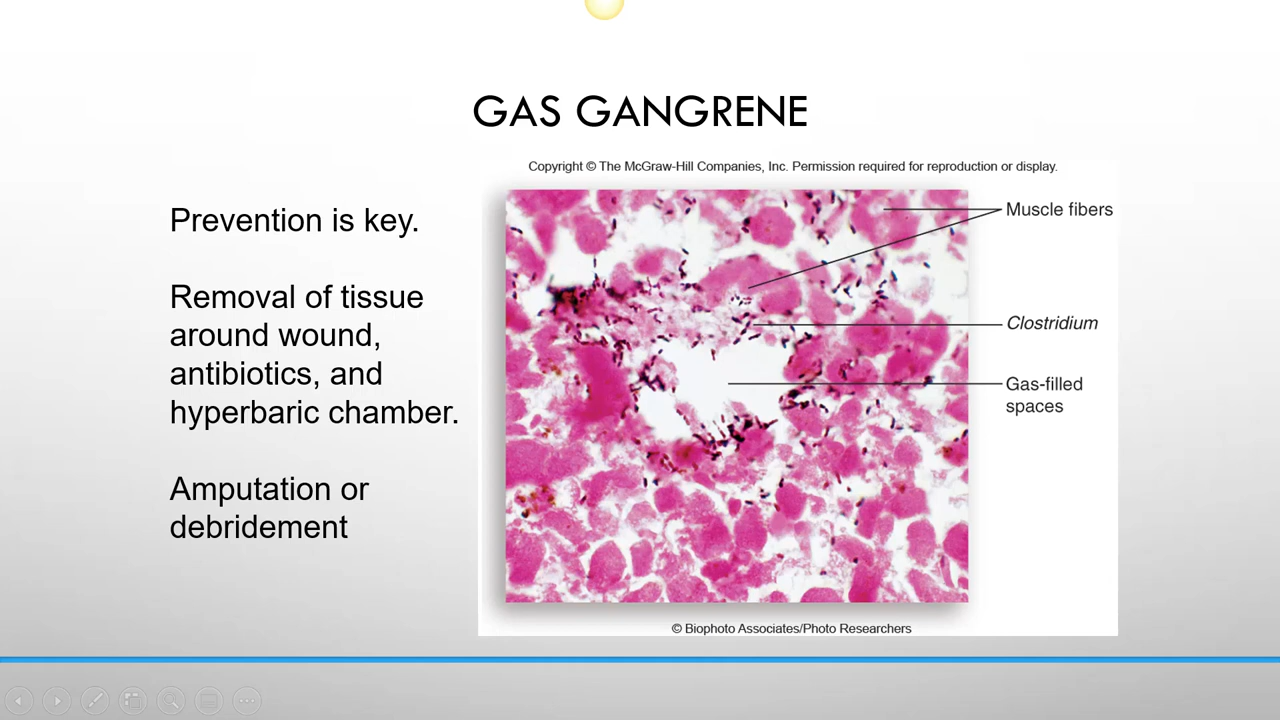 GAS GANGRENE
Copyright © The McGraw-Hill Companies, Inc. Permission required for reproduction or display.
Prevention is key.
Removal of tissue
around wound,
antibiotics, and
hyperbaric chamber.
Amputation or
debridement
Muscle fibers
Clostridium
Gas-filled
spaces
© Biophoto Associates/Photo Researchers